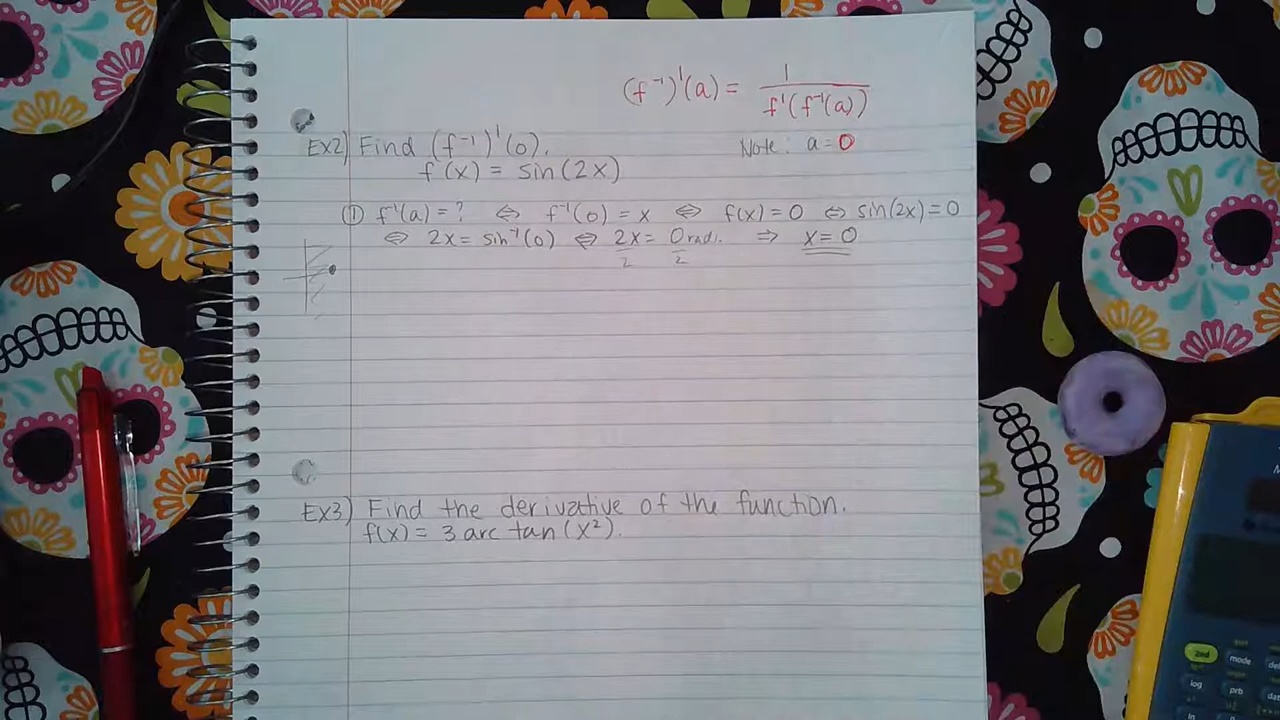 (f⁻¹)'(a) = 1 / f'(f⁻¹(a))
Ex2) Find (f⁻¹)'(0).
Note: a=0
f(x) = sin(2x)
① f⁻¹(a) = ? ⇔ f⁻¹(0) = x ⇔ f(x) = 0 ⇔ sin(2x) = 0
⇔ 2x = sin⁻¹(0) ⇔ 2x/2 = 0 rad./2 ⇒ x = 0
Ex3) Find the derivative of the function.
f(x) = 3 arc tan(x²).
2nd
mode
log
prb
ln